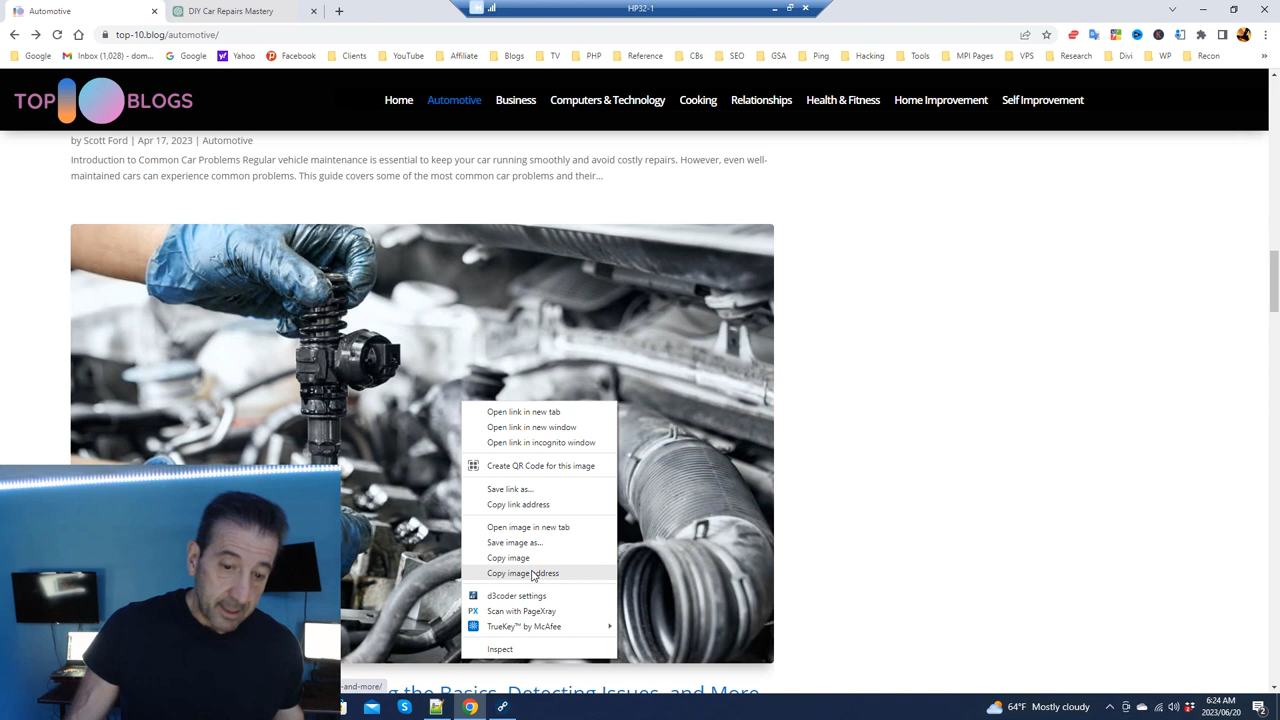 Automotive
DIY Car Repairs Mastery
HP32-1
top-10.blog/automotive/
Google
Inbox (1,028) - dom...
Google
Yahoo
Facebook
Clients
YouTube
Affiliate
Blogs
TV
PHP
Reference
CBs
SEO
GSA
Ping
Hacking
Tools
MPI Pages
VPS
Research
Divi
WP
Recon
TOP 10 BLOGS
Home
Automotive
Business
Computers & Technology
Cooking
Relationships
Health & Fitness
Home Improvement
Self Improvement
by Scott Ford | Apr 17, 2023 | Automotive
Introduction to Common Car Problems Regular vehicle maintenance is essential to keep your car running smoothly and avoid costly repairs. However, even well-
maintained cars can experience common problems. This guide covers some of the most common car problems and their...
Open link in new tab
Open link in new window
Open link in incognito window
Create QR Code for this image
Save link as...
Copy link address
Open image in new tab
Save image as...
Copy image
Copy image address
d3coder settings
Scan with PageXray
PX
TrueKey™ by McAfee
Inspect
-and-more/
g the Basics, Detecting Issues, and More
64°F Mostly cloudy
6:24 AM
2023/06/20
2